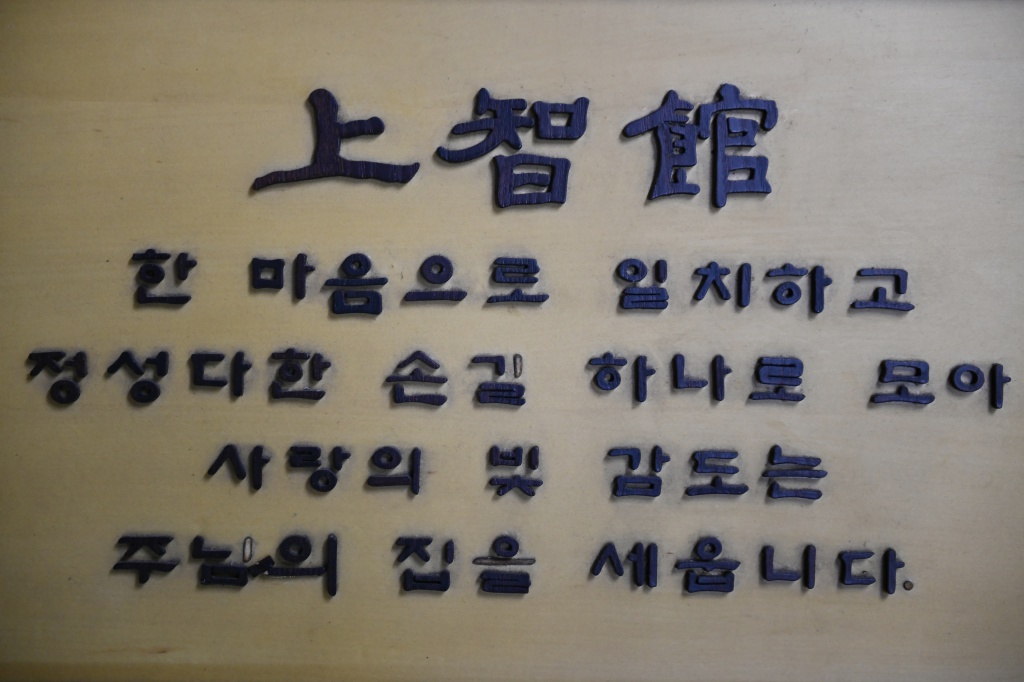 上智館
한 마음으로 일치하고
정성다한 손길 하나로 모아
사랑의 빛 감도는
주님의 집을 세웁니다.